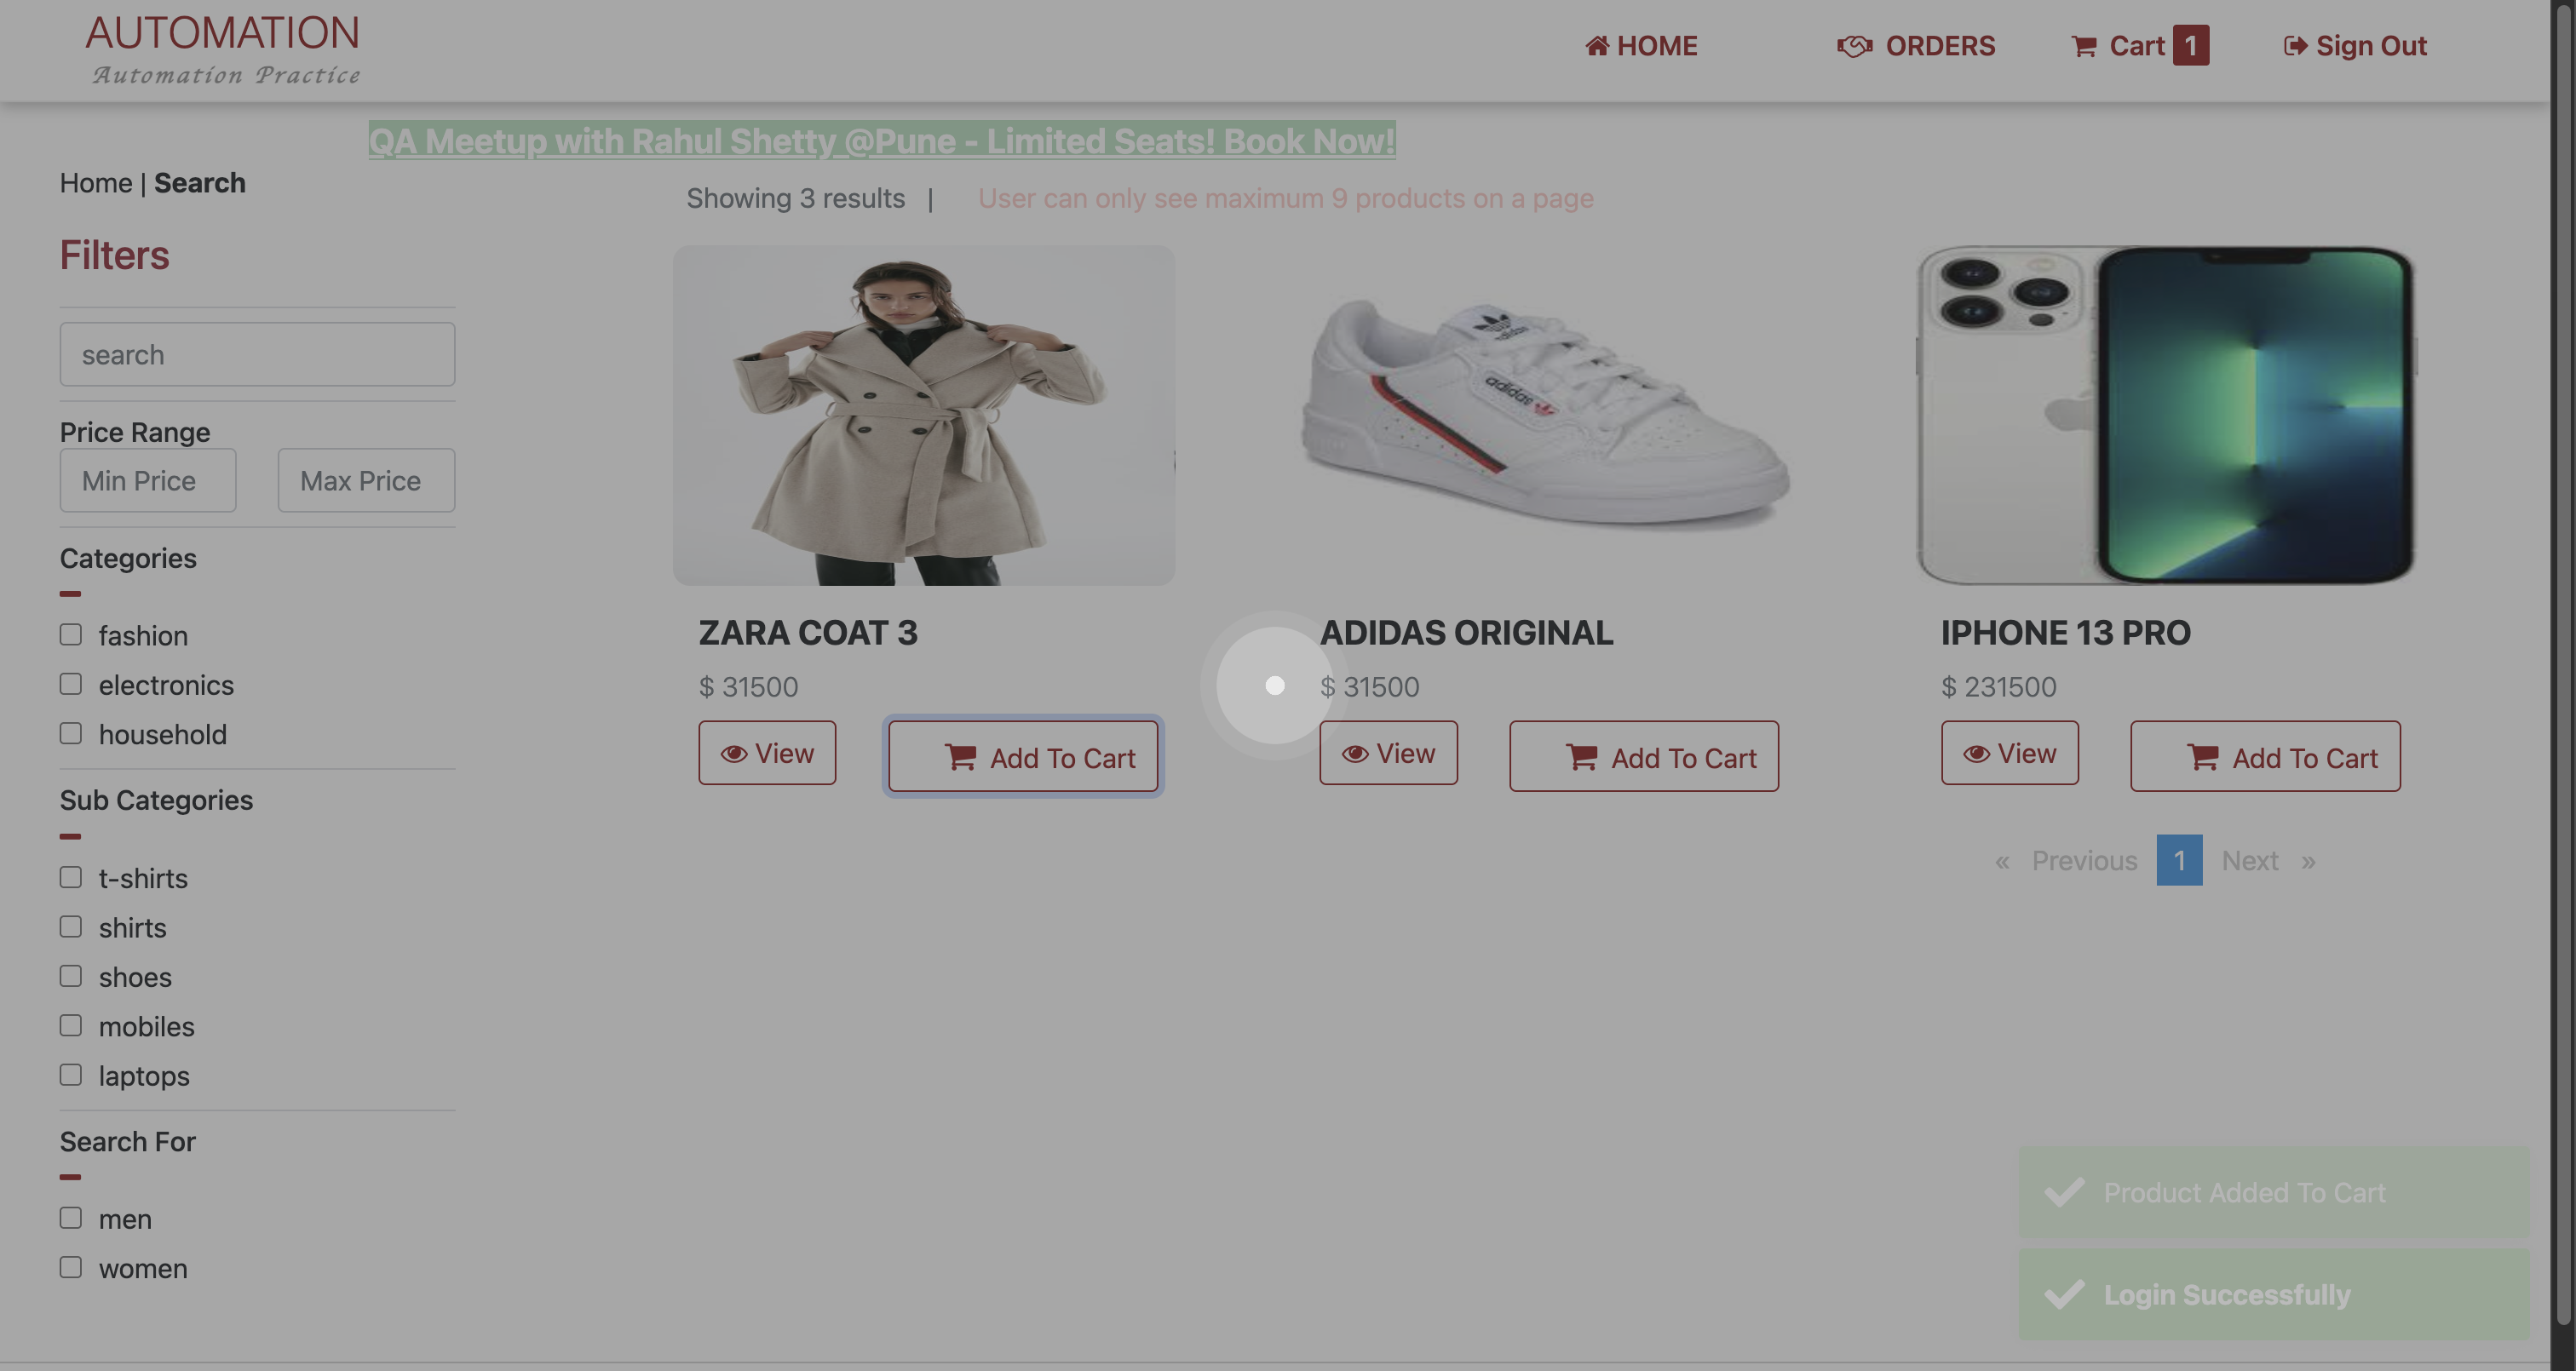 AUTOMATION
Automation Practice
HOME
ORDERS
Cart 1
Sign Out
QA Meetup with Rahul Shetty @Pune - Limited Seats! Book Now!
Home | Search
Showing 3 results |
User can only see maximum 9 products on a page
Filters
search
Price Range
Min Price
Max Price
Categories
fashion
electronics
household
Sub Categories
t-shirts
shirts
shoes
mobiles
laptops
Search For
men
women
adidas
adidas
ZARA COAT 3
$ 31500
View
Add To Cart
ADIDAS ORIGINAL
$ 31500
View
Add To Cart
IPHONE 13 PRO
$ 231500
View
Add To Cart
« Previous 1 Next »
Product Added To Cart
Login Successfully